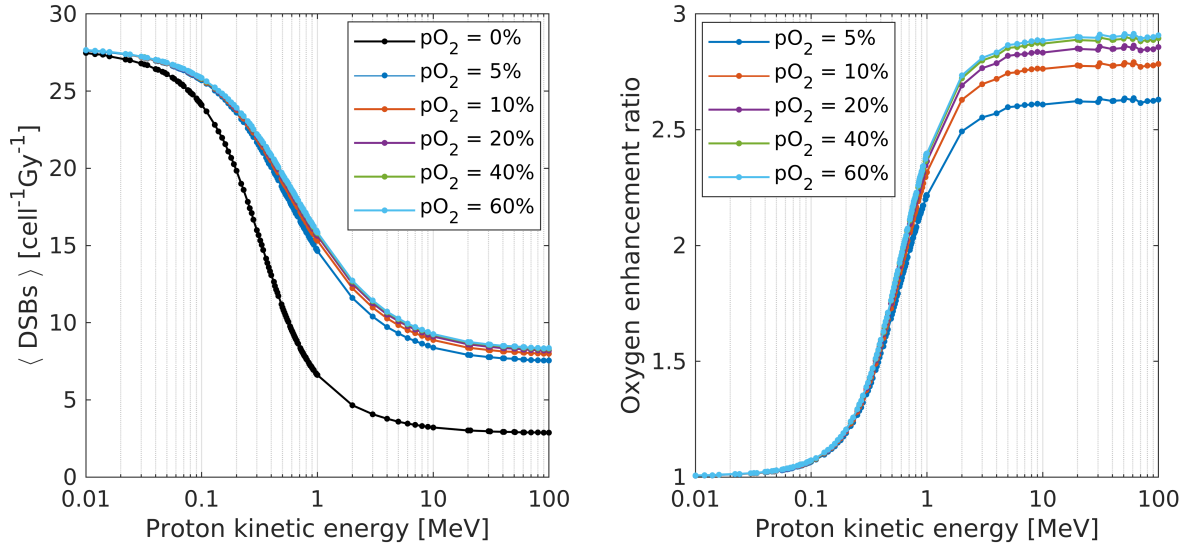 30
25
20
15
10
5
0
0.01 0.1 1 10 100
Proton kinetic energy [MeV]
⟨ DSBs ⟩ [cell⁻¹Gy⁻¹]
pO₂ = 0%
pO₂ = 5%
pO₂ = 10%
pO₂ = 20%
pO₂ = 40%
pO₂ = 60%
3
2.5
2
1.5
1
0.01 0.1 1 10 100
Proton kinetic energy [MeV]
Oxygen enhancement ratio
pO₂ = 5%
pO₂ = 10%
pO₂ = 20%
pO₂ = 40%
pO₂ = 60%